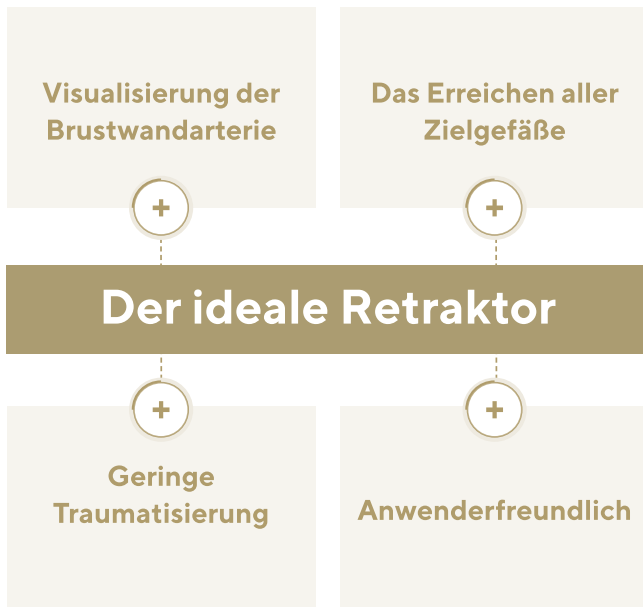 Visualisierung der
Brustwandarterie
Das Erreichen aller
Zielgefäße
+
+
Der ideale Retraktor
+
+
Geringe
Traumatisierung
Anwenderfreundlich